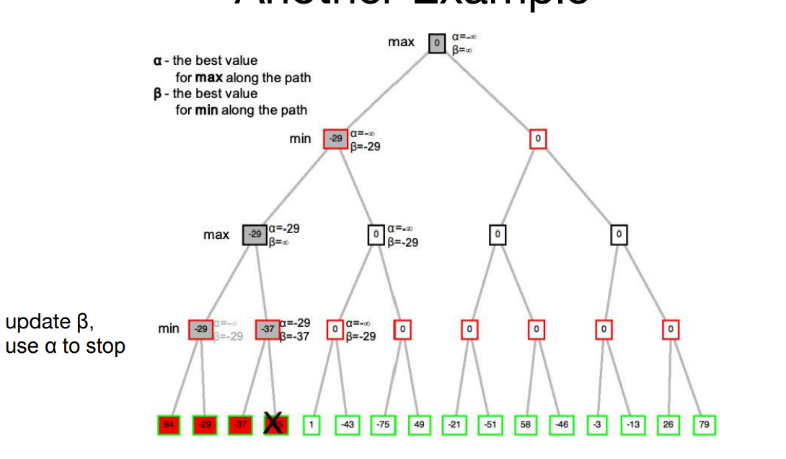 Another Example
max 0 α=-∞
β=∞
α - the best value
for max along the path
β - the best value
for min along the path
min -29 α=-∞
β=-29
0
max -29 α=-29
β=∞
0 α=-∞
β=-29
0 0
update β,
use α to stop
min -29 α=-∞
β=-29
-37 α=-29
β=-37
0 α=-∞
β=-29
0 0 0 0 0
84 -29 -37 X 1 -43 -75 49 -21 -51 58 -46 -3 -13 26 79